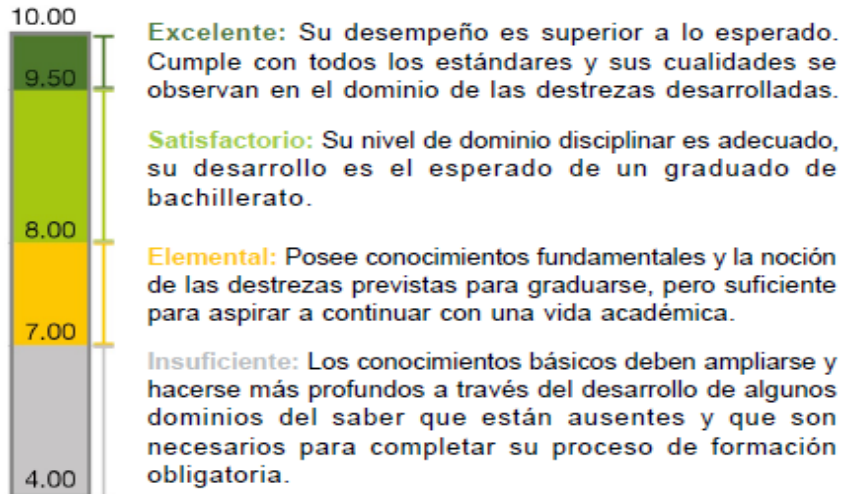 10.00
Excelente: Su desempeño es superior a lo esperado.
Cumple con todos los estándares y sus cualidades se
9.50
observan en el dominio de las destrezas desarrolladas.
Satisfactorio: Su nivel de dominio disciplinar es adecuado,
su desarrollo es el esperado de un graduado de
bachillerato.
8.00
Elemental: Posee conocimientos fundamentales y la noción
de las destrezas previstas para graduarse, pero suficiente
para aspirar a continuar con una vida académica.
7.00
Insuficiente: Los conocimientos básicos deben ampliarse y
hacerse más profundos a través del desarrollo de algunos
dominios del saber que están ausentes y que son
necesarios para completar su proceso de formación
obligatoria.
4.00